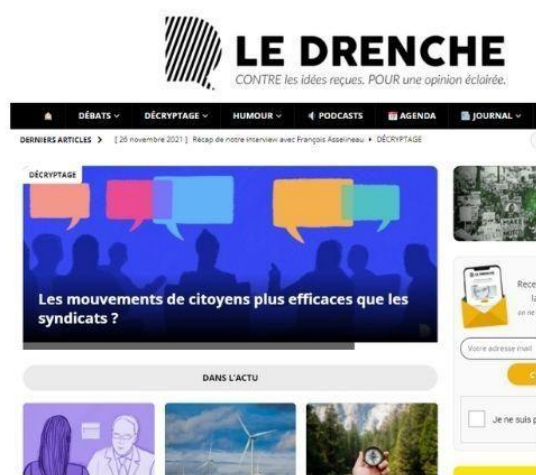 LE DRENCHE
CONTRE les idées reçues. POUR une opinion éclairée.
DÉBATS DÉCRYPTAGE HUMOUR PODCASTS AGENDA JOURNAL
DERNIERS ARTICLES [ 26 novembre 2021 ] Récap de notre interview avec François Asselineau DÉCRYPTAGE
DÉCRYPTAGE
Les mouvements de citoyens plus efficaces que les
syndicats ?
Rece
la
Votre adresse mail
DANS L'ACTU
Je ne suis p